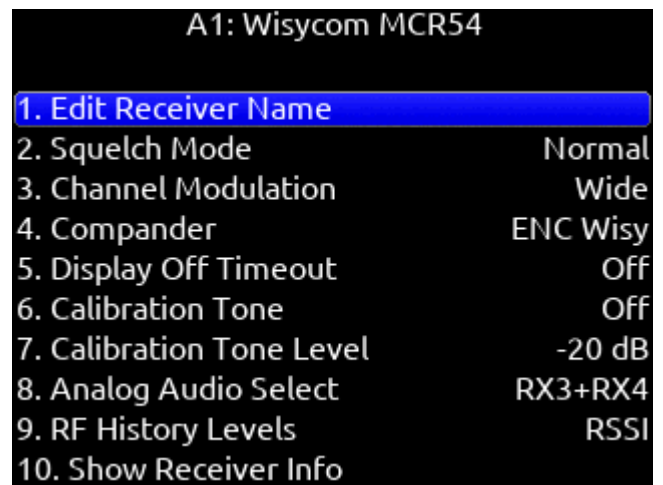 A1: Wisycom MCR54
1. Edit Receiver Name
2. Squelch Mode Normal
3. Channel Modulation Wide
4. Compander ENC Wisy
5. Display Off Timeout Off
6. Calibration Tone Off
7. Calibration Tone Level -20 dB
8. Analog Audio Select RX3+RX4
9. RF History Levels RSSI
10. Show Receiver Info